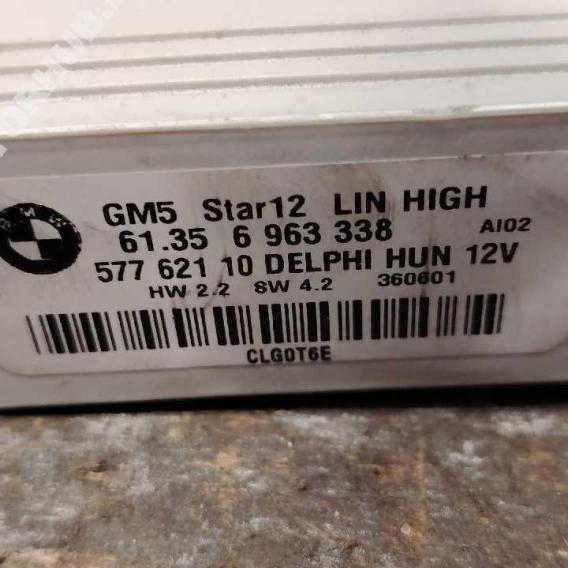 GM5 Star12 LIN HIGH
61.35 6 963 338 AI02
577 621 10 DELPHI HUN 12V
HW 2.2 SW 4.2 360601
CLG0T6E